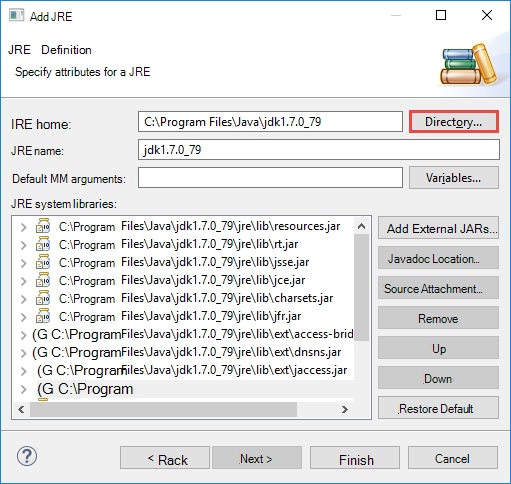 Add JRE
JRE Definition
Specify attributes for a JRE
IRE home: C:\Program Files\Java\jdk1.7.0_79 Directory...
JRE name: jdk1.7.0_79
Default MM arguments: Variables...
JRE system libraries:
C:\Program Files\Java\jdk1.7.0_79\jre\lib\resources.jar
C:\Program Files\Java\jdk1.7.0_79\jre\lib\rt.jar
C:\Program Files\Java\jdk1.7.0_79\jre\lib\jsse.jar
C:\Program Files\Java\jdk1.7.0_79\jre\lib\jce.jar
C:\Program Files\Java\jdk1.7.0_79\jre\lib\charsets.jar
C:\Program Files\Java\jdk1.7.0_79\jre\lib\jfr.jar
(G C:\Program Files\Java\jdk1.7.0_79\jre\lib\ext\access-brid
(G C:\Program Files\Java\jdk1.7.0_79\jre\lib\ext\dnsns.jar
(G C:\Program Files\Java\jdk1.7.0_79\jre\lib\ext\jaccess.jar
(G C:\Program
Add External JARs...
Javadoc Location...
Source Attachment...
Remove
Up
Down
Restore Default
? < Rack Next > Finish Cancel